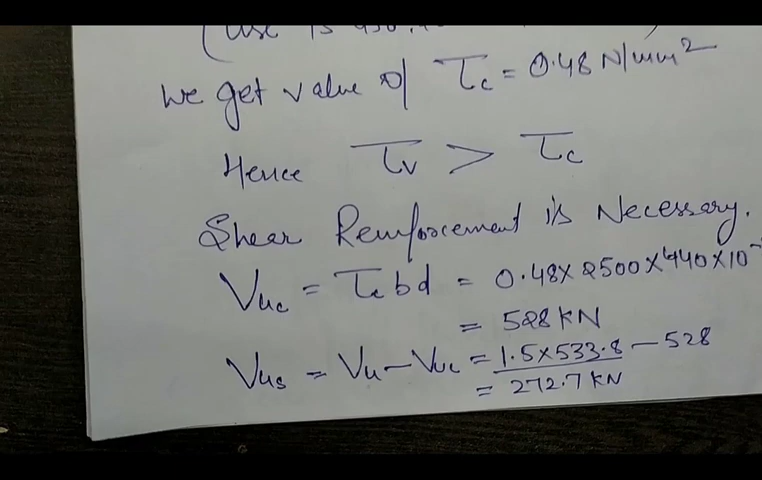 We get value of τc = 0.48 N/mm²
Hence τv > τc
Shear Reinforcement is Necessary.
Vuc = τc bd = 0.48 × 2500 × 440 × 10⁻
= 528 KN
Vus = Vu − Vuc = 1.5×533.8 − 528
= 272.7 KN